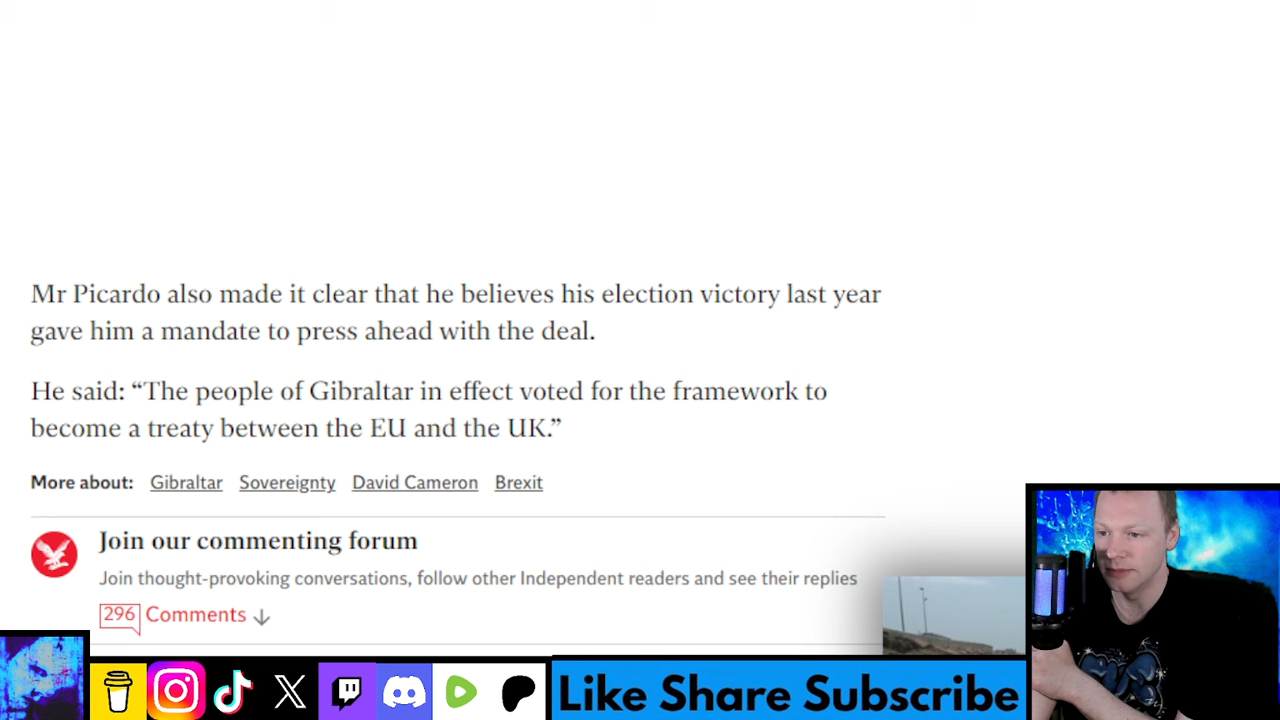 Mr Picardo also made it clear that he believes his election victory last year
gave him a mandate to press ahead with the deal.
He said: “The people of Gibraltar in effect voted for the framework to
become a treaty between the EU and the UK.”
More about: Gibraltar Sovereignty David Cameron Brexit
Join our commenting forum
Join thought-provoking conversations, follow other Independent readers and see their replies
296 Comments
Like Share Subscribe